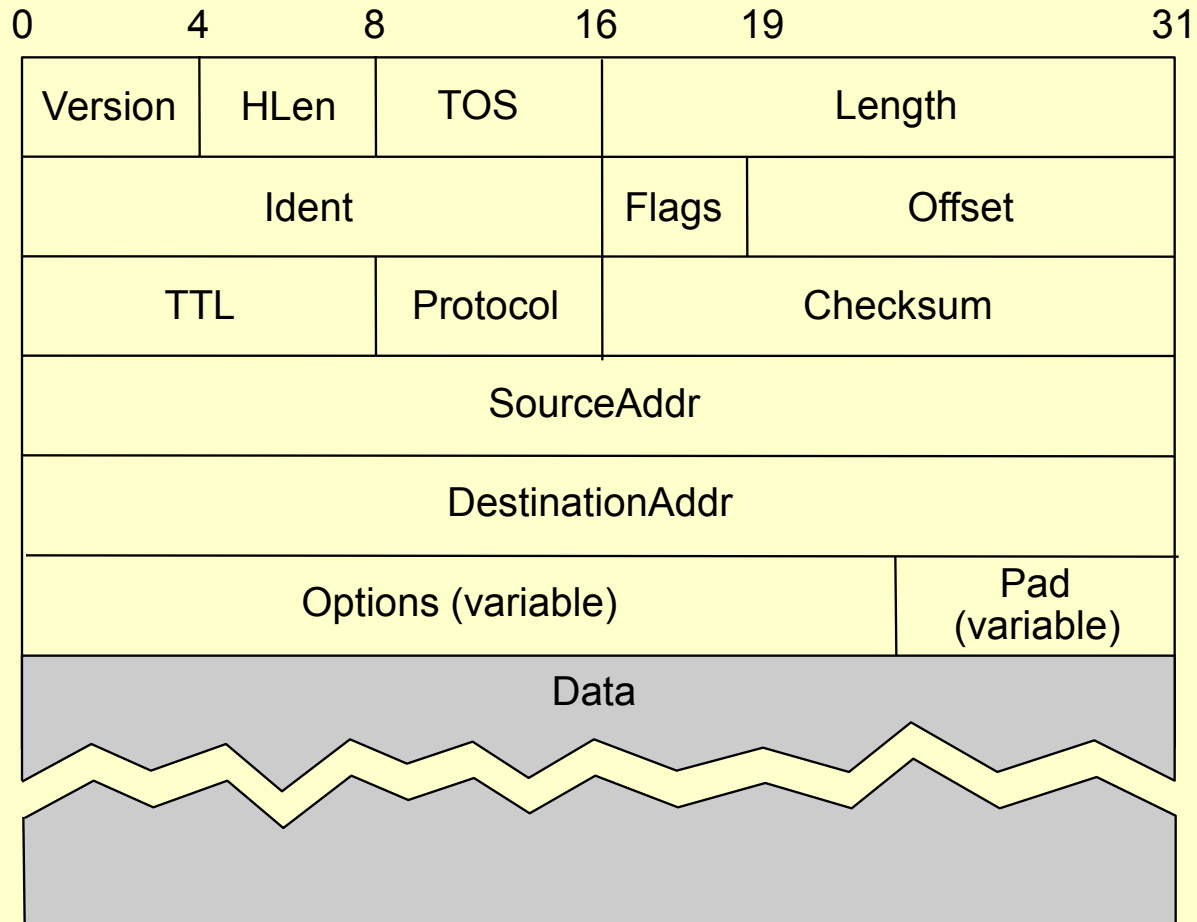 0 4 8 16 19 31
Version HLen TOS Length
Ident Flags Offset
TTL Protocol Checksum
SourceAddr
DestinationAddr
Options (variable) Pad
(variable)
Data